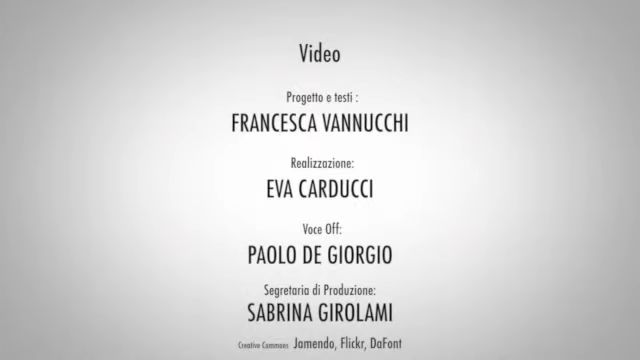 Video
Progetto e testi :
FRANCESCA VANNUCCHI
Realizzazione:
EVA CARDUCCI
Voce Off:
PAOLO DE GIORGIO
Segretaria di Produzione:
SABRINA GIROLAMI
Creative Commons Jamendo, Flickr, DaFont